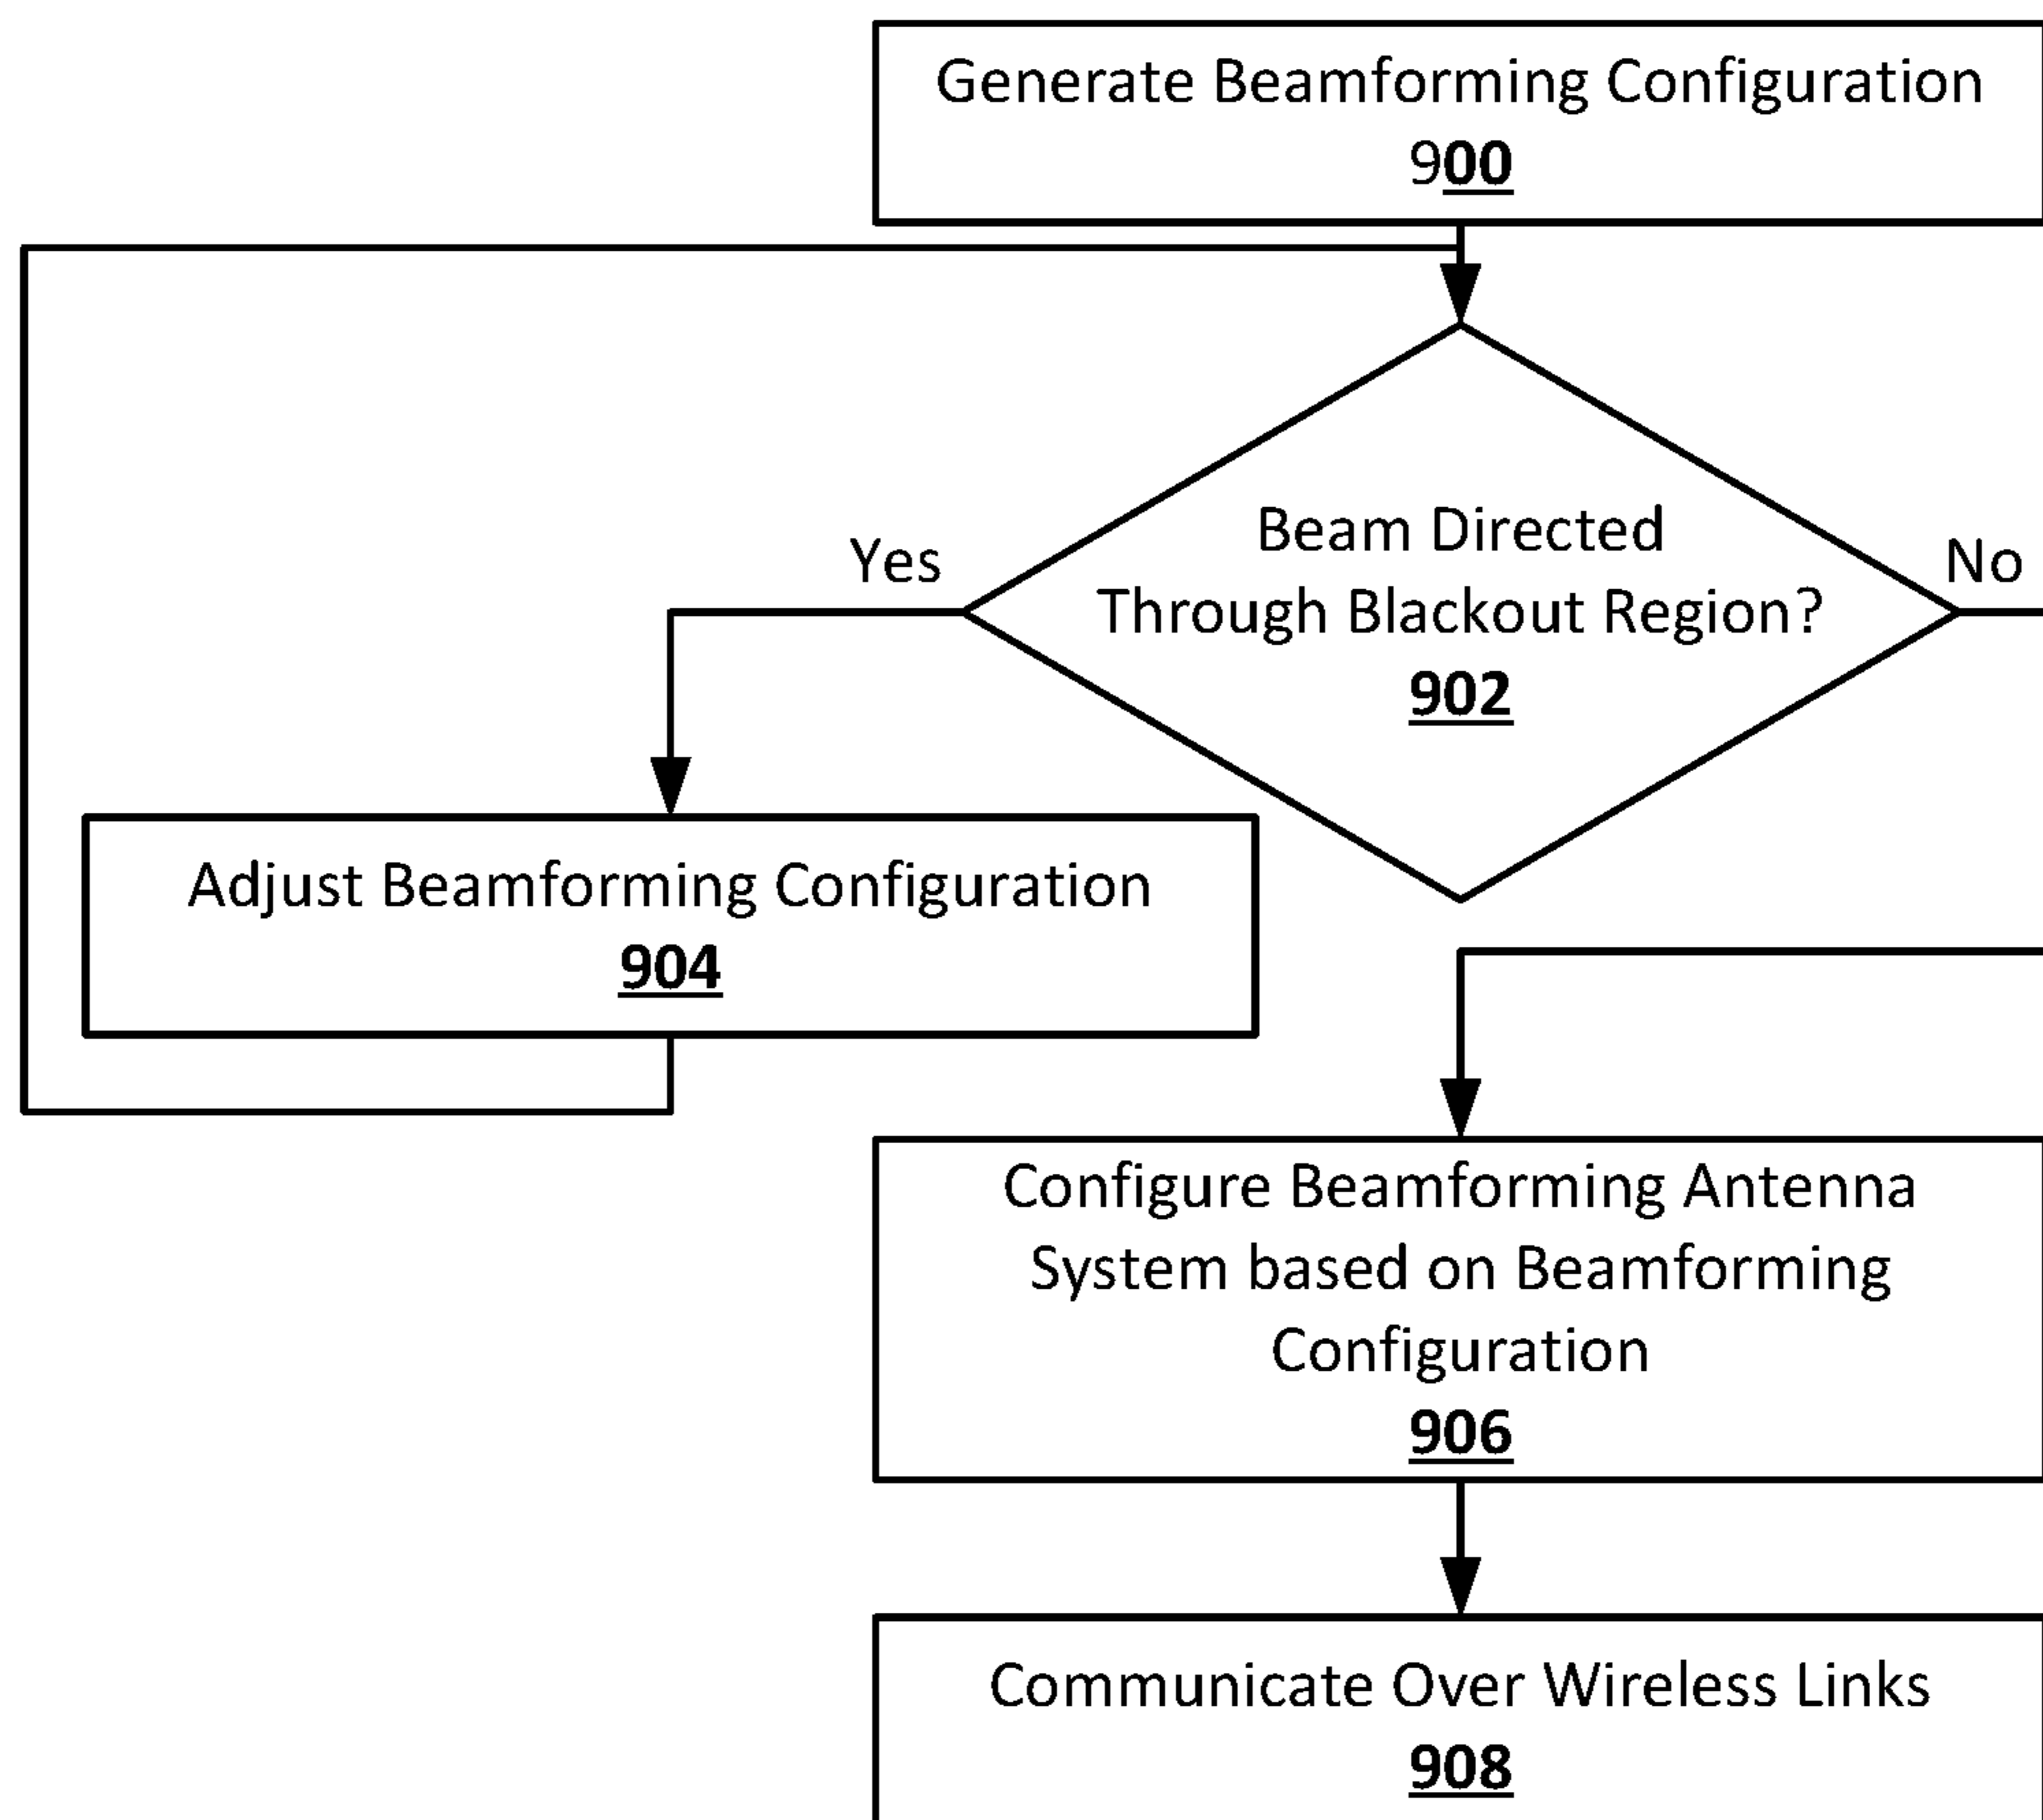 Generate Beamforming Configuration
900
Beam Directed
Through Blackout Region?
902
Yes
No
Adjust Beamforming Configuration
904
Configure Beamforming Antenna
System based on Beamforming
Configuration
906
Communicate Over Wireless Links
908